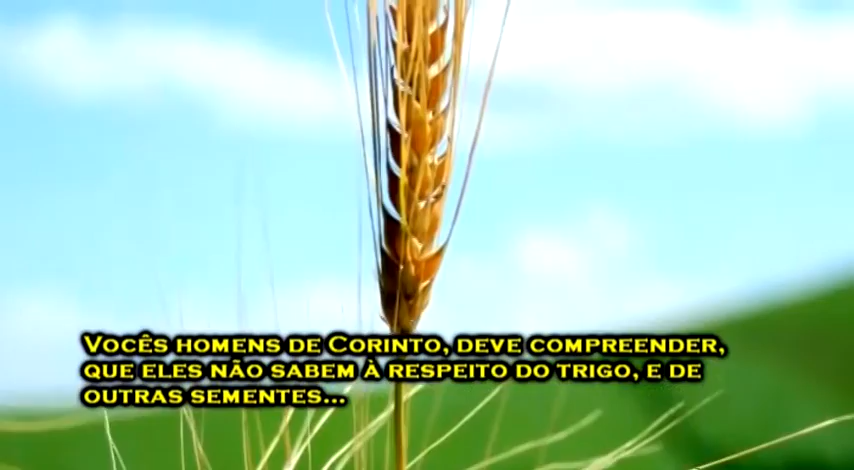 Vocês homens de Corinto, deve compreender,
que eles não sabem à respeito do trigo, e de
outras sementes...